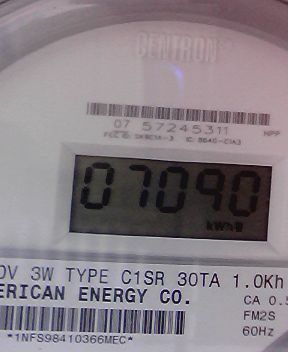 CENTRON
07 57245311
07090
kWh
0V 3W TYPE C1SR 30TA 1.0Kh
ERICAN ENERGY CO.
CA 0.5
FM2S
60Hz
*1NFS98410366MEC*